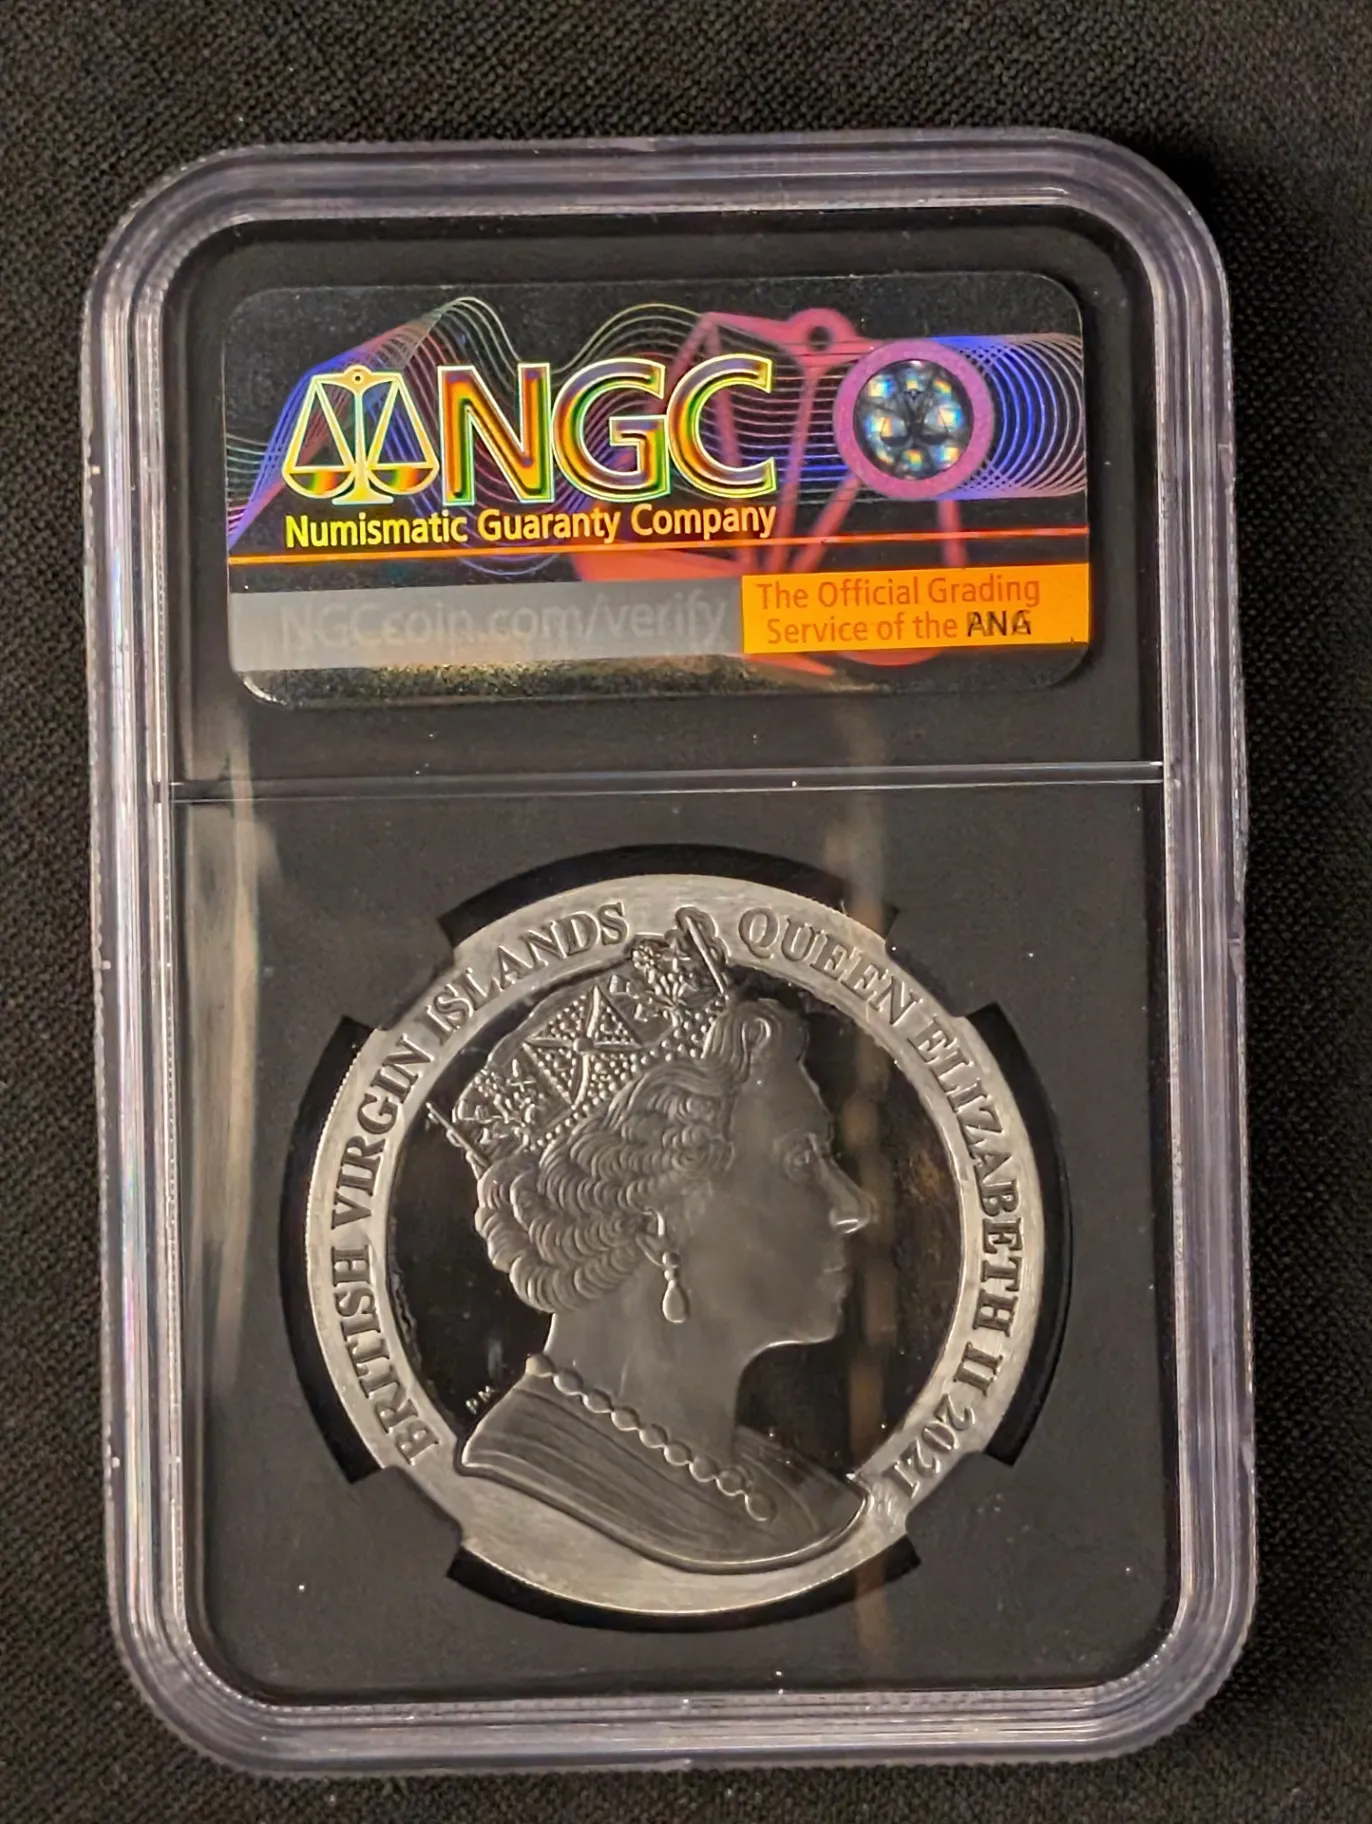 NGC
Numismatic Guaranty Company
NGCcoin.com/verify
The Official Grading
Service of the ANA
BRITISH VIRGIN ISLANDS
QUEEN ELIZABETH II 2021
PM